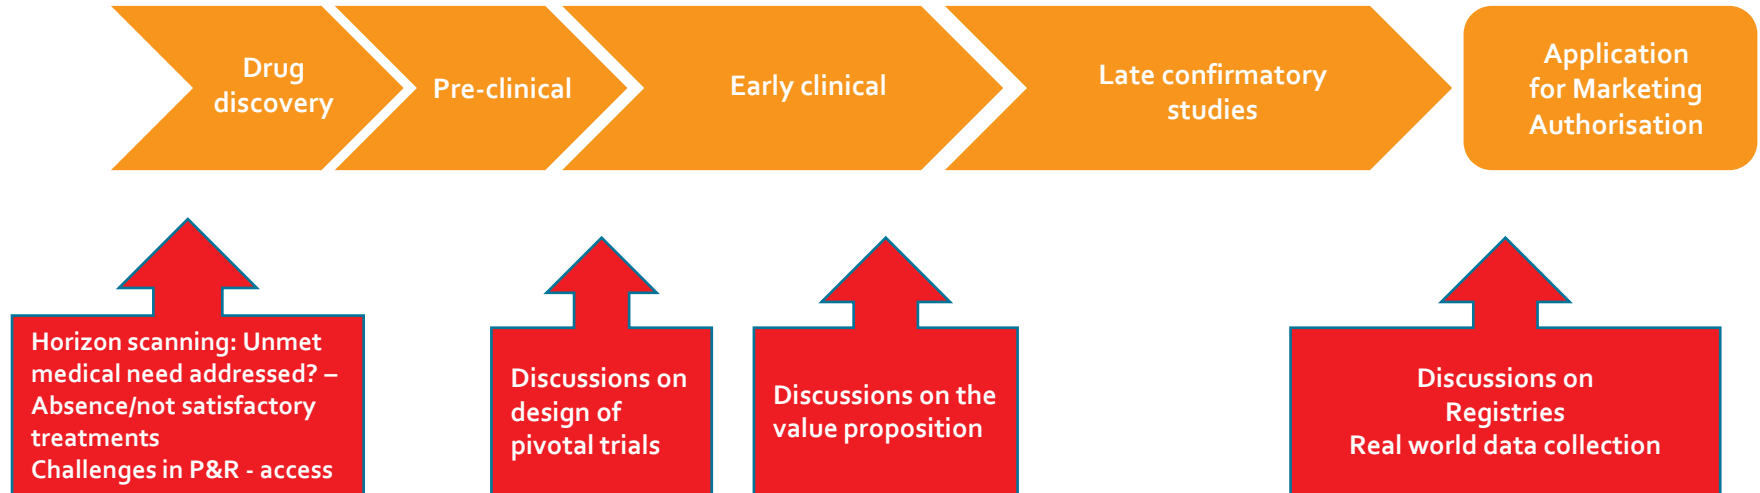 Drug
discovery
Pre-clinical
Early clinical
Late confirmatory
studies
Application
for Marketing
Authorisation
Horizon scanning: Unmet
medical need addressed? –
Absence/not satisfactory
treatments
Challenges in P&R - access
Discussions on
design of
pivotal trials
Discussions on the
value proposition
Discussions on
Registries
Real world data collection